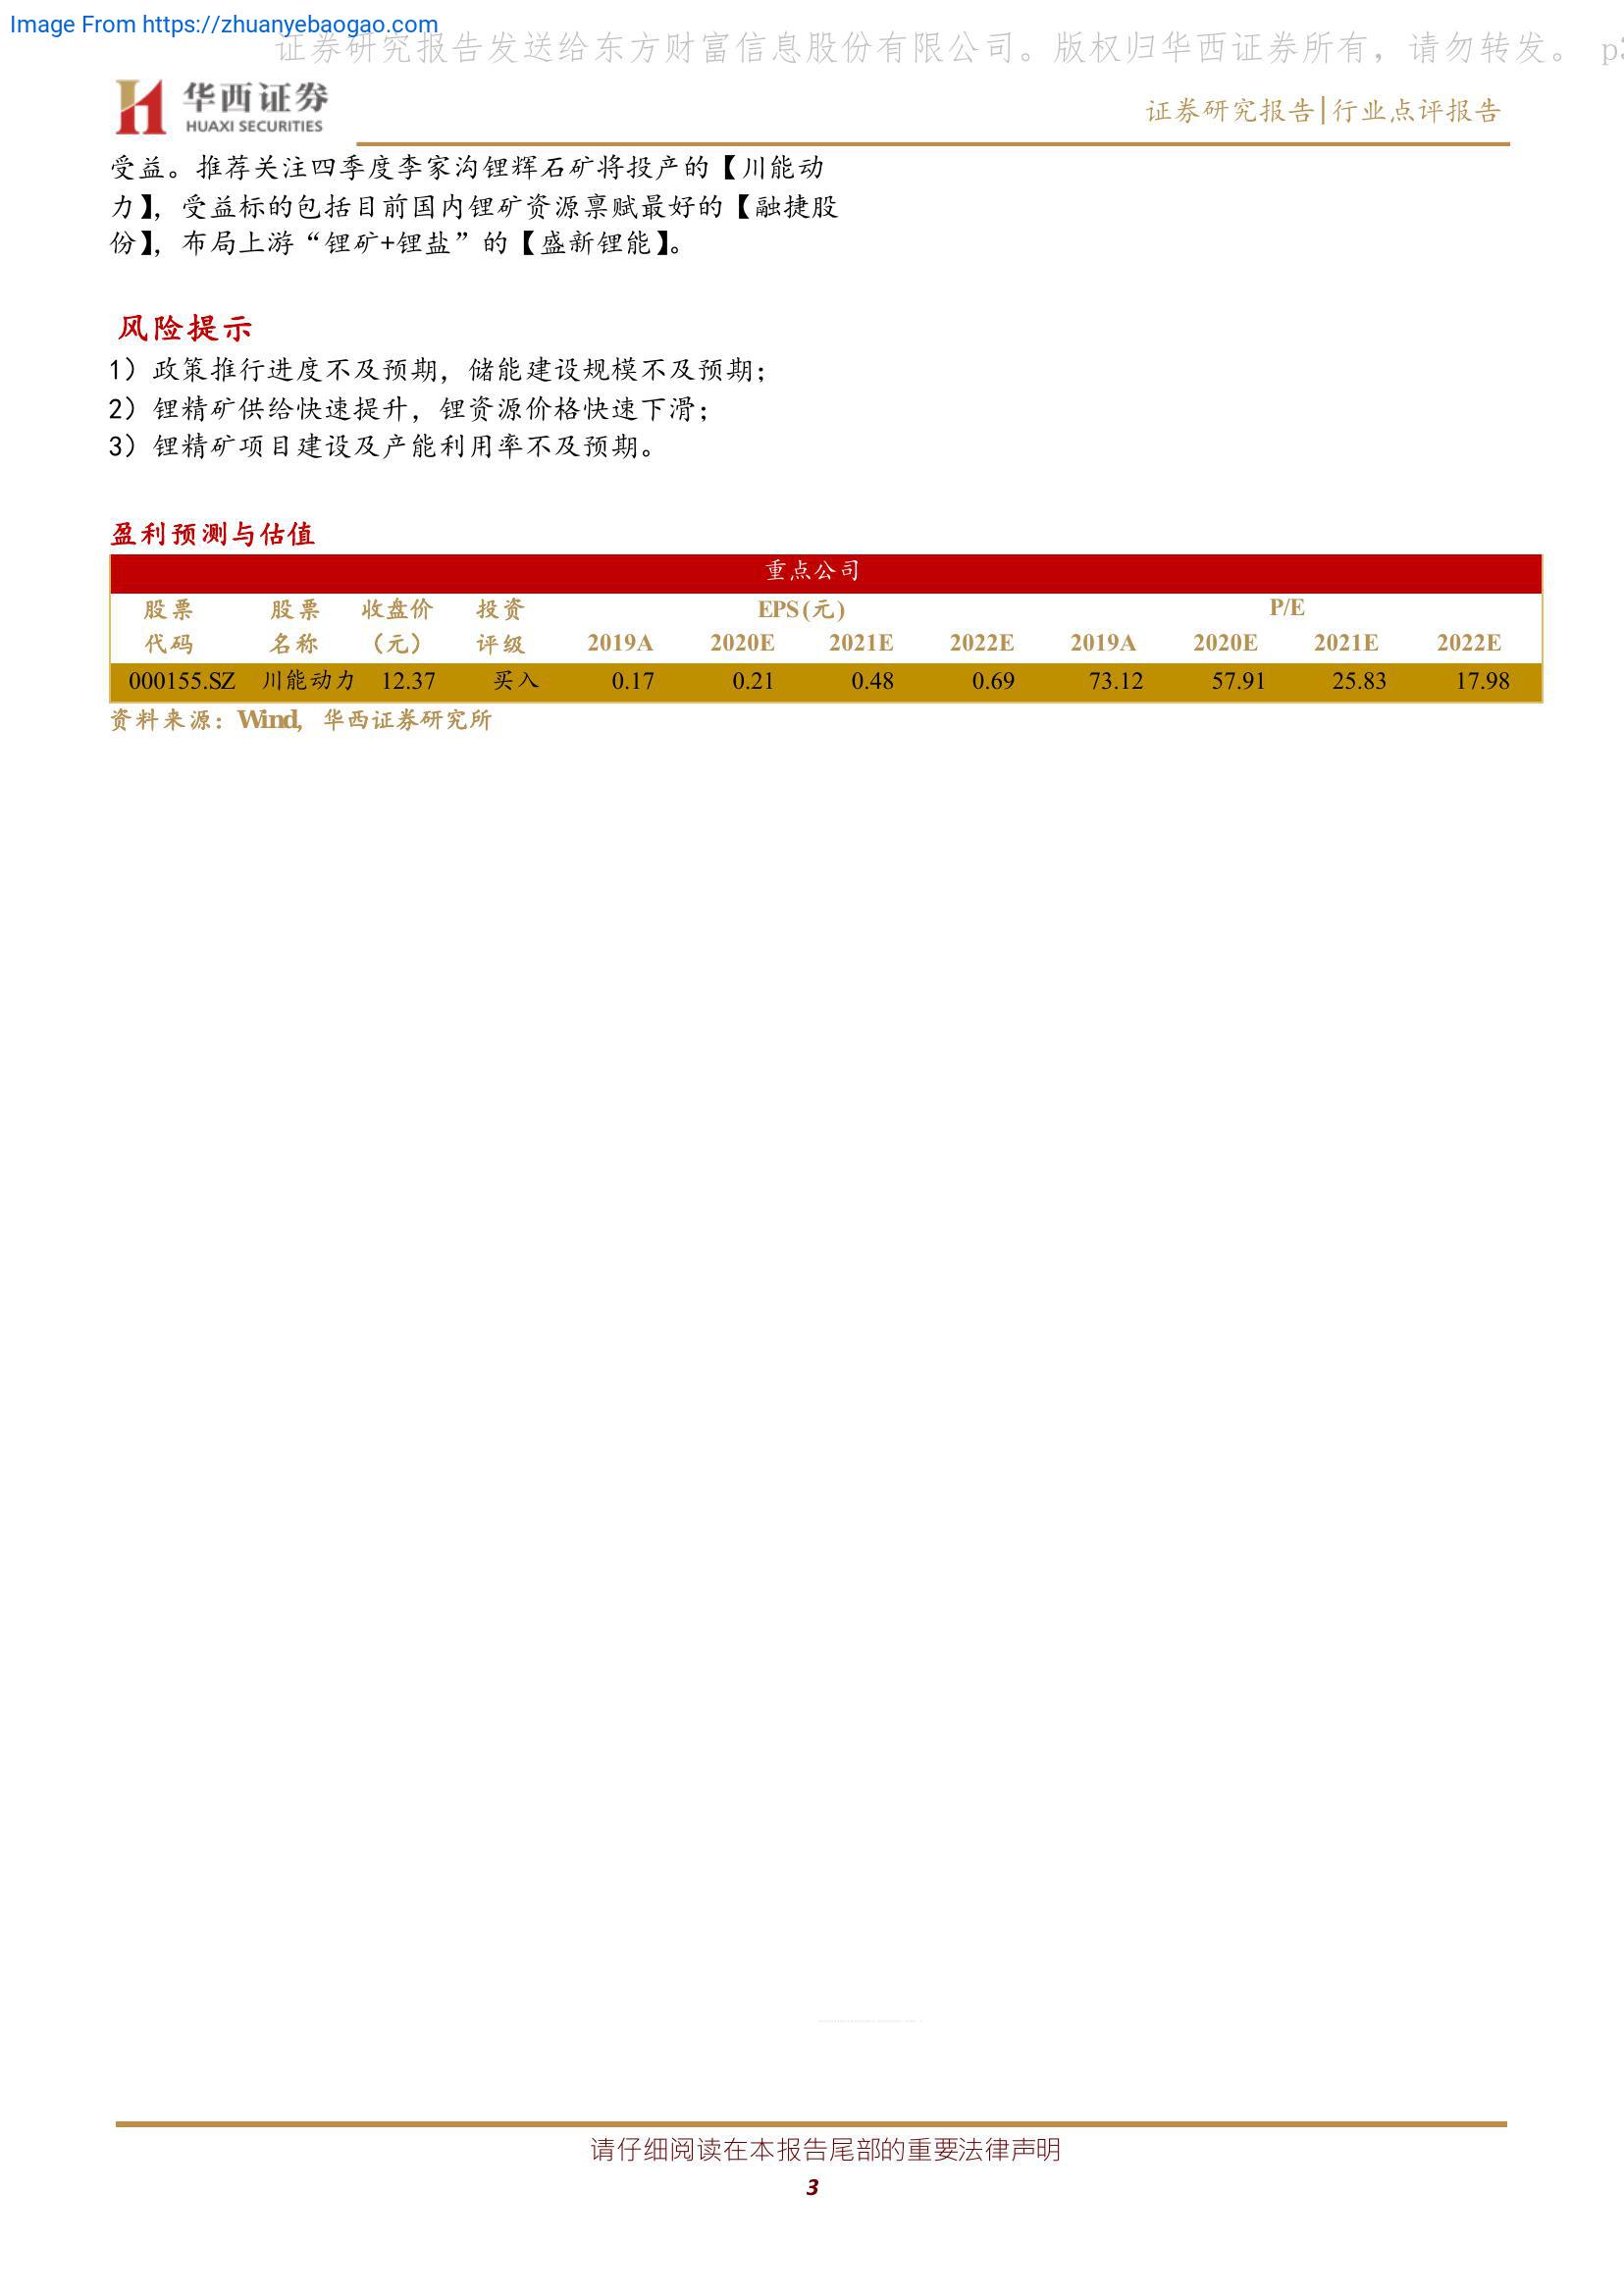 Image From https://zhuanyebaogao.com
证券研究报告发送给东方财富信息股份有限公司。版权归华西证券所有，请勿转发。 p3
华西证券
HUAXI SECURITIES
证券研究报告|行业点评报告
受益。推荐关注四季度李家沟锂辉石矿将投产的【川能动
力】，受益标的包括目前国内锂矿资源禀赋最好的【融捷股
份】，布局上游“锂矿+锂盐”的【盛新锂能】。
风险提示
1）政策推行进度不及预期，储能建设规模不及预期；
2）锂精矿供给快速提升，锂资源价格快速下滑；
3）锂精矿项目建设及产能利用率不及预期。
盈利预测与估值
重点公司
股票 股票 收盘价 投资 EPS(元) P/E
代码 名称 （元） 评级 2019A 2020E 2021E 2022E 2019A 2020E 2021E 2022E
000155.SZ 川能动力 12.37 买入 0.17 0.21 0.48 0.69 73.12 57.91 25.83 17.98
资料来源：Wind，华西证券研究所
请仔细阅读在本报告尾部的重要法律声明
3